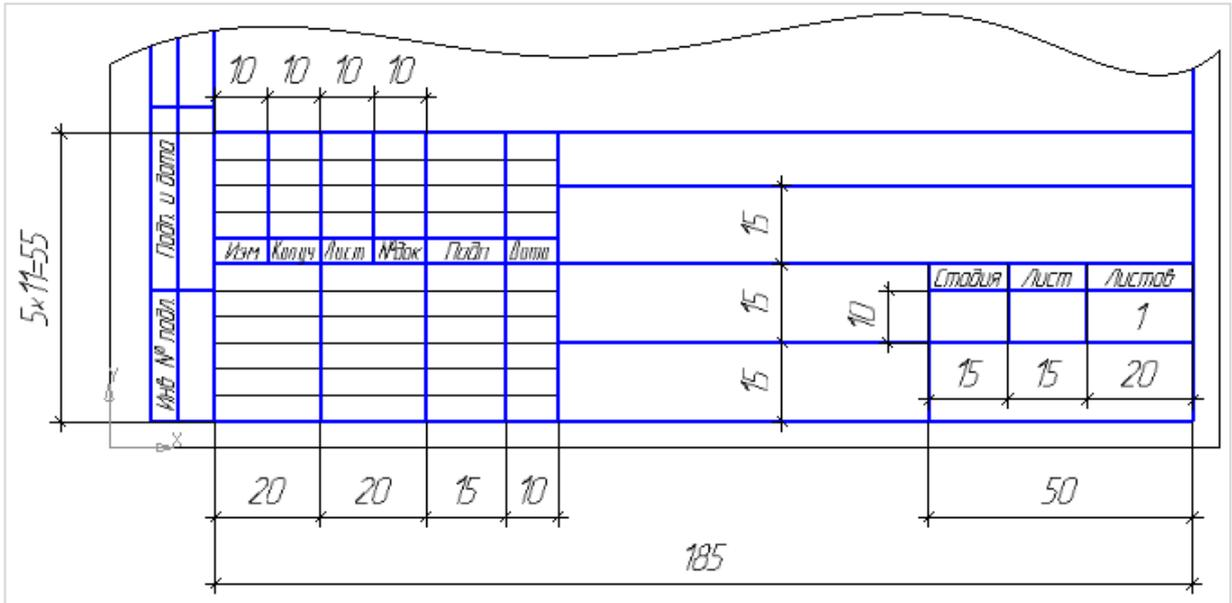 10 10 10 10
Подп. и дата
5x11=55
15
Изм Кол.уч Лист №док Подп Дата
Стадия Лист Листов
15
10
1
Инв № подл.
Y
15
15 15 20
X
20 20 15 10
50
185